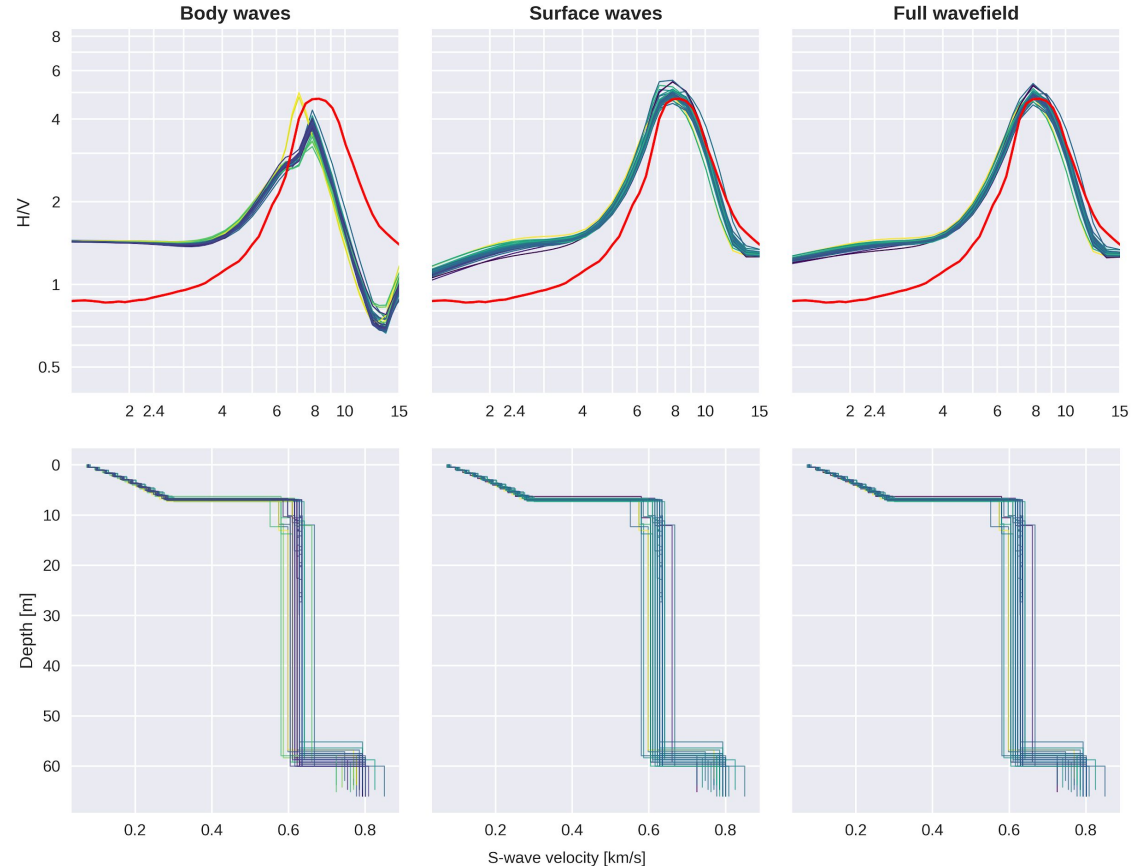 Body waves
Surface waves
Full wavefield
H/V
8
6
4
2
1
0.5
2 2.4 4 6 8 10 15
2 2.4 4 6 8 10 15
2 2.4 4 6 8 10 15
Depth [m]
0
10
20
30
40
50
60
0.2 0.4 0.6 0.8
0.2 0.4 0.6 0.8
0.2 0.4 0.6 0.8
S-wave velocity [km/s]